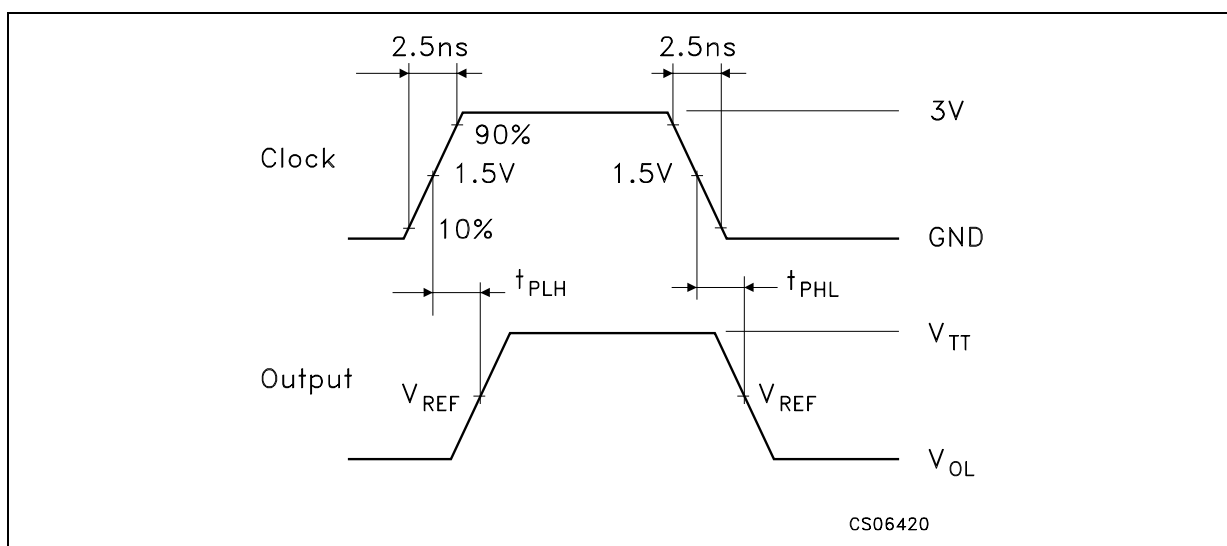 2.5ns 2.5ns
3V
90%
Clock
1.5V 1.5V
10%
GND
tPLH tPHL
VTT
Output
VREF VREF
VOL
CS06420